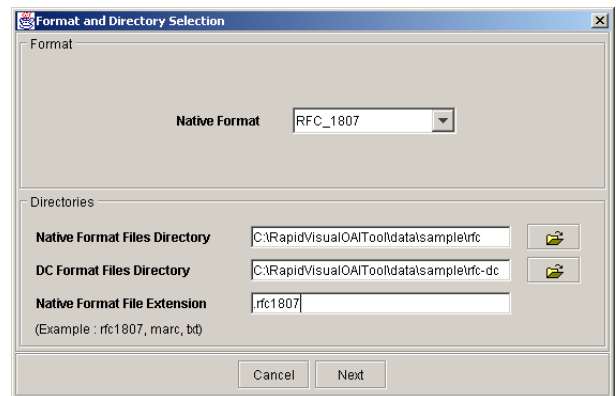 Format and Directory Selection
Format
Native Format RFC_1807
Directories
Native Format Files Directory C:\RapidVisualOAITool\data\sample\rfc
DC Format Files Directory C:\RapidVisualOAITool\data\sample\rfc-dc
Native Format File Extension .rfc1807
(Example : rfc1807, marc, txt)
Cancel Next